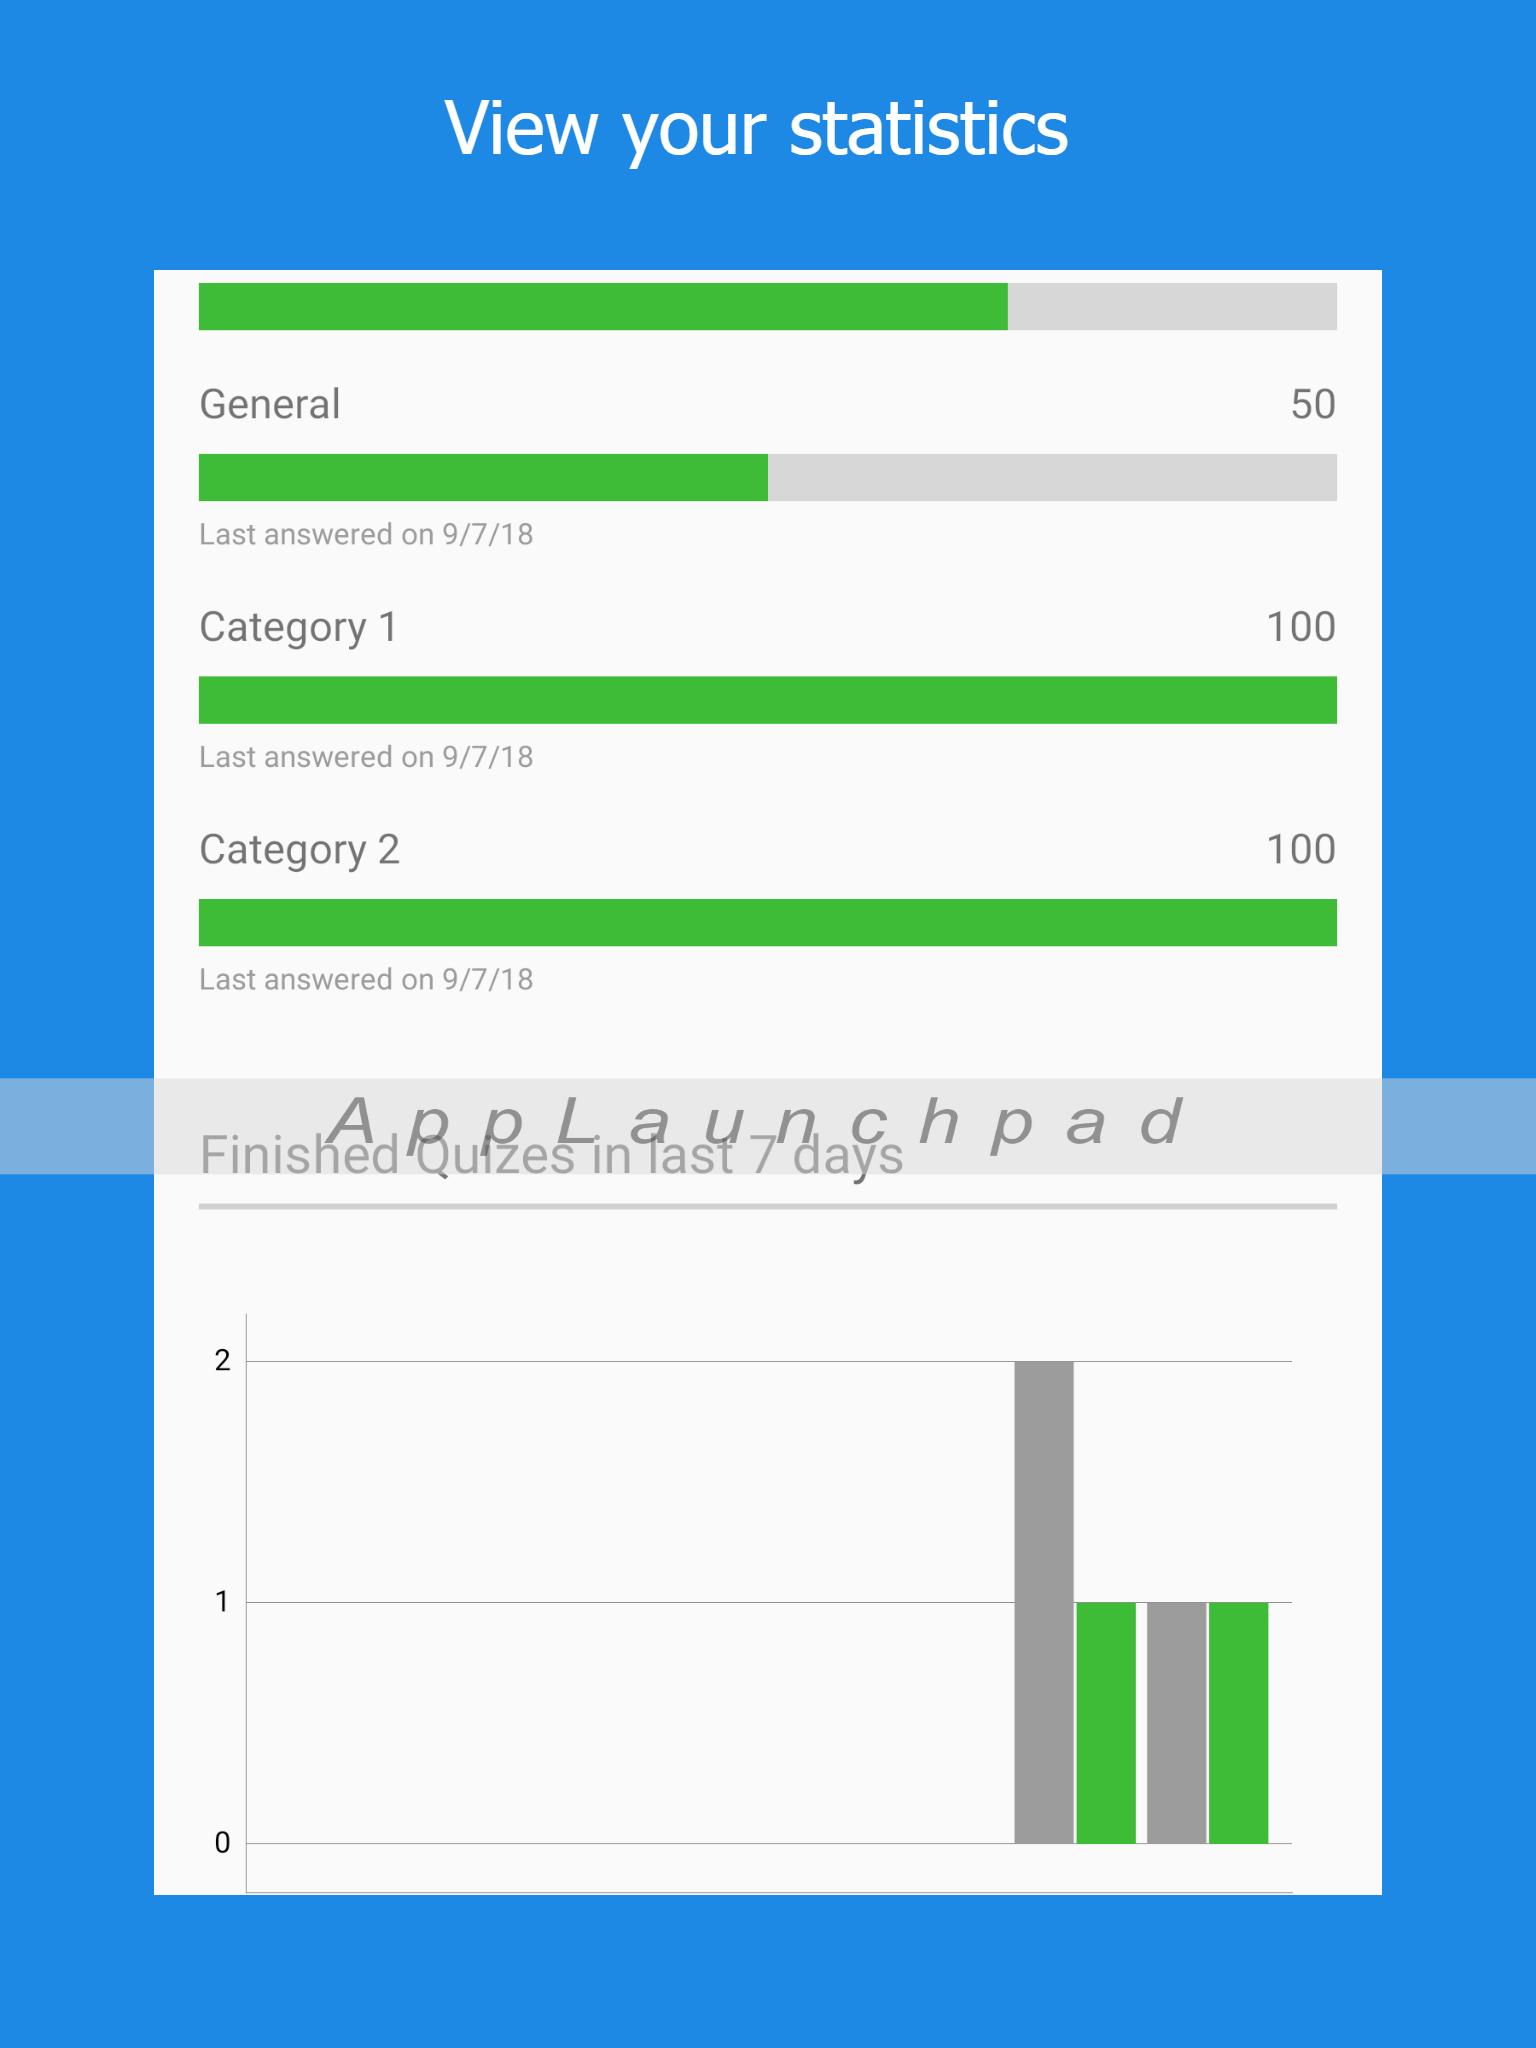 View your statistics
General 50
Last answered on 9/7/18
Category 1 100
Last answered on 9/7/18
Category 2 100
Last answered on 9/7/18
AppLaunchpad
Finished Quizes in last 7 days
2
1
0